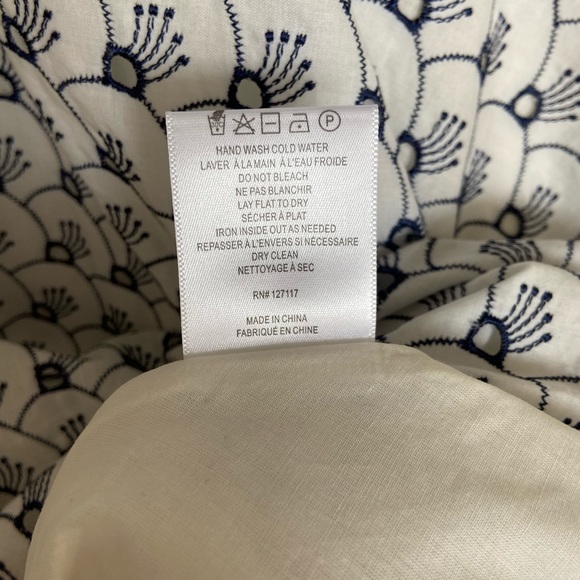 HAND WASH COLD WATER
LAVER À LA MAIN À L'EAU FROIDE
DO NOT BLEACH
NE PAS BLANCHIR
LAY FLAT TO DRY
SÉCHER À PLAT
IRON INSIDE OUT AS NEEDED
REPASSER À L'ENVERS SI NÉCESSAIRE
DRY CLEAN
NETTOYAGE À SEC
RN# 127117
MADE IN CHINA
FABRIQUÉ EN CHINE